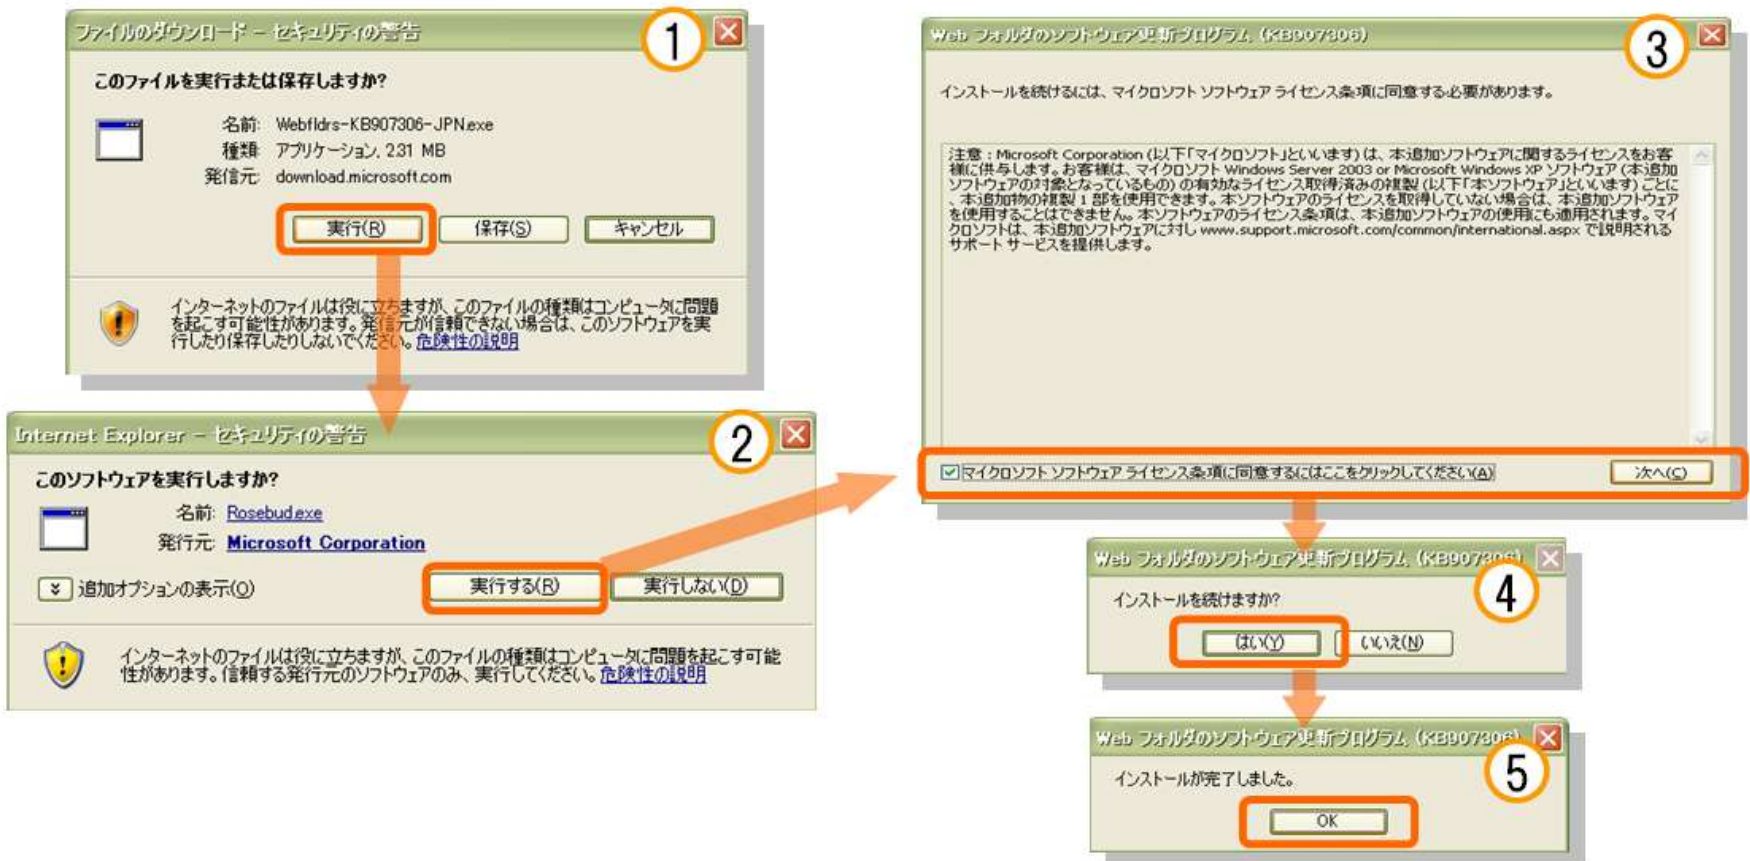 ファイルのダウンロード - セキュリティの警告
1
このファイルを実行または保存しますか?
名前: Webfldrs-KB907306-JPN.exe
種類: アプリケーション, 2.31 MB
発信元: download.microsoft.com
実行(R) 保存(S) キャンセル
インターネットのファイルは役に立ちますが、このファイルの種類はコンピュータに問題
を起こす可能性があります。発信元が信頼できない場合は、このソフトウェアを実
行したり保存したりしないでください。危険性の説明
Internet Explorer - セキュリティの警告
2
このソフトウェアを実行しますか?
名前: Rosebud.exe
発行元: Microsoft Corporation
追加オプションの表示(O) 実行する(R) 実行しない(D)
インターネットのファイルは役に立ちますが、このファイルの種類はコンピュータに問題を起こす可能
性があります。信頼する発行元のソフトウェアのみ、実行してください。危険性の説明
Web フォルダのソフトウェア更新プログラム (KB907306)
3
インストールを続けるには、マイクロソフト ソフトウェア ライセンス条項に同意する必要があります。
注意 : Microsoft Corporation (以下「マイクロソフト」といいます) は、本追加ソフトウェアに関するライセンスをお客
様に供与します。お客様は、マイクロソフト Windows Server 2003 or Microsoft Windows XP ソフトウェア (本追加
ソフトウェアの対象となっているもの) の有効なライセンス取得済みの複製 (以下「本ソフトウェア」といいます) ごとに
、本追加物の複製 1 部を使用できます。本ソフトウェアのライセンスを取得していない場合は、本追加ソフトウェア
を使用することはできません。本ソフトウェアのライセンス条項は、本追加ソフトウェアの使用にも適用されます。マイ
クロソフトは、本追加ソフトウェアに対し www.support.microsoft.com/common/international.aspx で説明される
サポート サービスを提供します。
マイクロソフト ソフトウェア ライセンス条項に同意するにはここをクリックしてください(A) 次へ(C)
Web フォルダのソフトウェア更新プログラム (KB907306)
4
インストールを続けますか?
はい(Y) いいえ(N)
Web フォルダのソフトウェア更新プログラム (KB907306)
5
インストールが完了しました。
OK